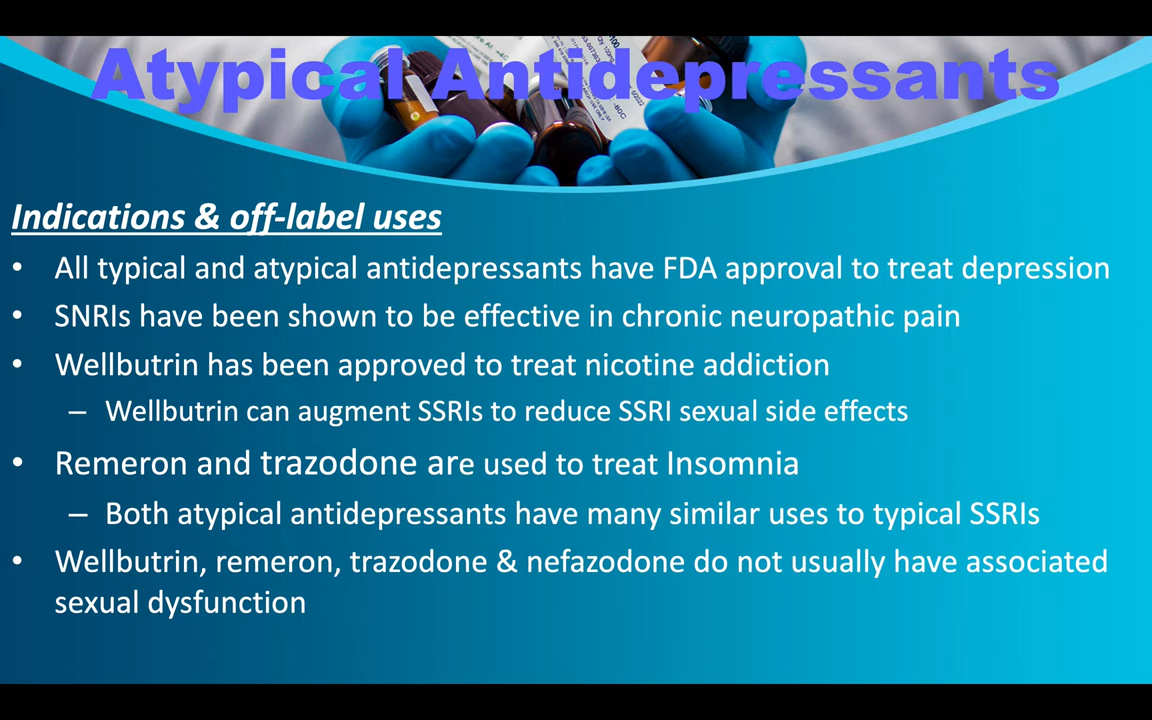 Atypical Antidepressants
Indications & off-label uses
• All typical and atypical antidepressants have FDA approval to treat depression
• SNRIs have been shown to be effective in chronic neuropathic pain
• Wellbutrin has been approved to treat nicotine addiction
– Wellbutrin can augment SSRIs to reduce SSRI sexual side effects
• Remeron and trazodone are used to treat Insomnia
– Both atypical antidepressants have many similar uses to typical SSRIs
• Wellbutrin, remeron, trazodone & nefazodone do not usually have associated
sexual dysfunction